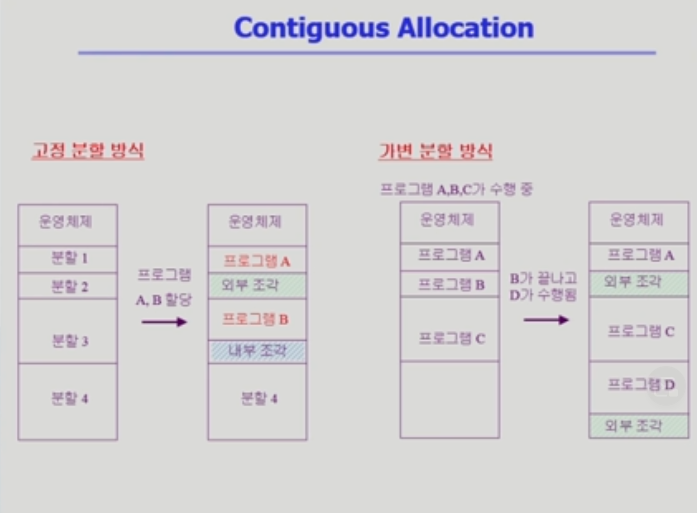 Contiguous Allocation
고정 분할 방식
운영체제
분할 1
분할 2
분할 3
분할 4
프로그램
A, B 할당
운영체제
프로그램 A
외부 조각
프로그램 B
내부 조각
분할 4
가변 분할 방식
프로그램 A,B,C가 수행 중
운영체제
프로그램 A
프로그램 B
프로그램 C
B가 끝나고
D가 수행됨
운영체제
프로그램 A
외부 조각
프로그램 C
프로그램 D
외부 조각